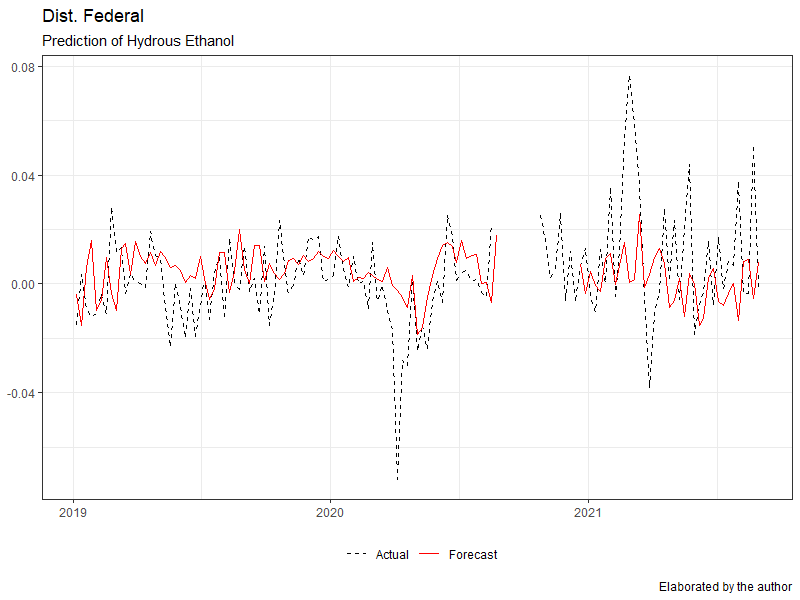 Dist. Federal
Prediction of Hydrous Ethanol
0.08
0.04
0.00
-0.04
2019 2020 2021
Actual Forecast
Elaborated by the author